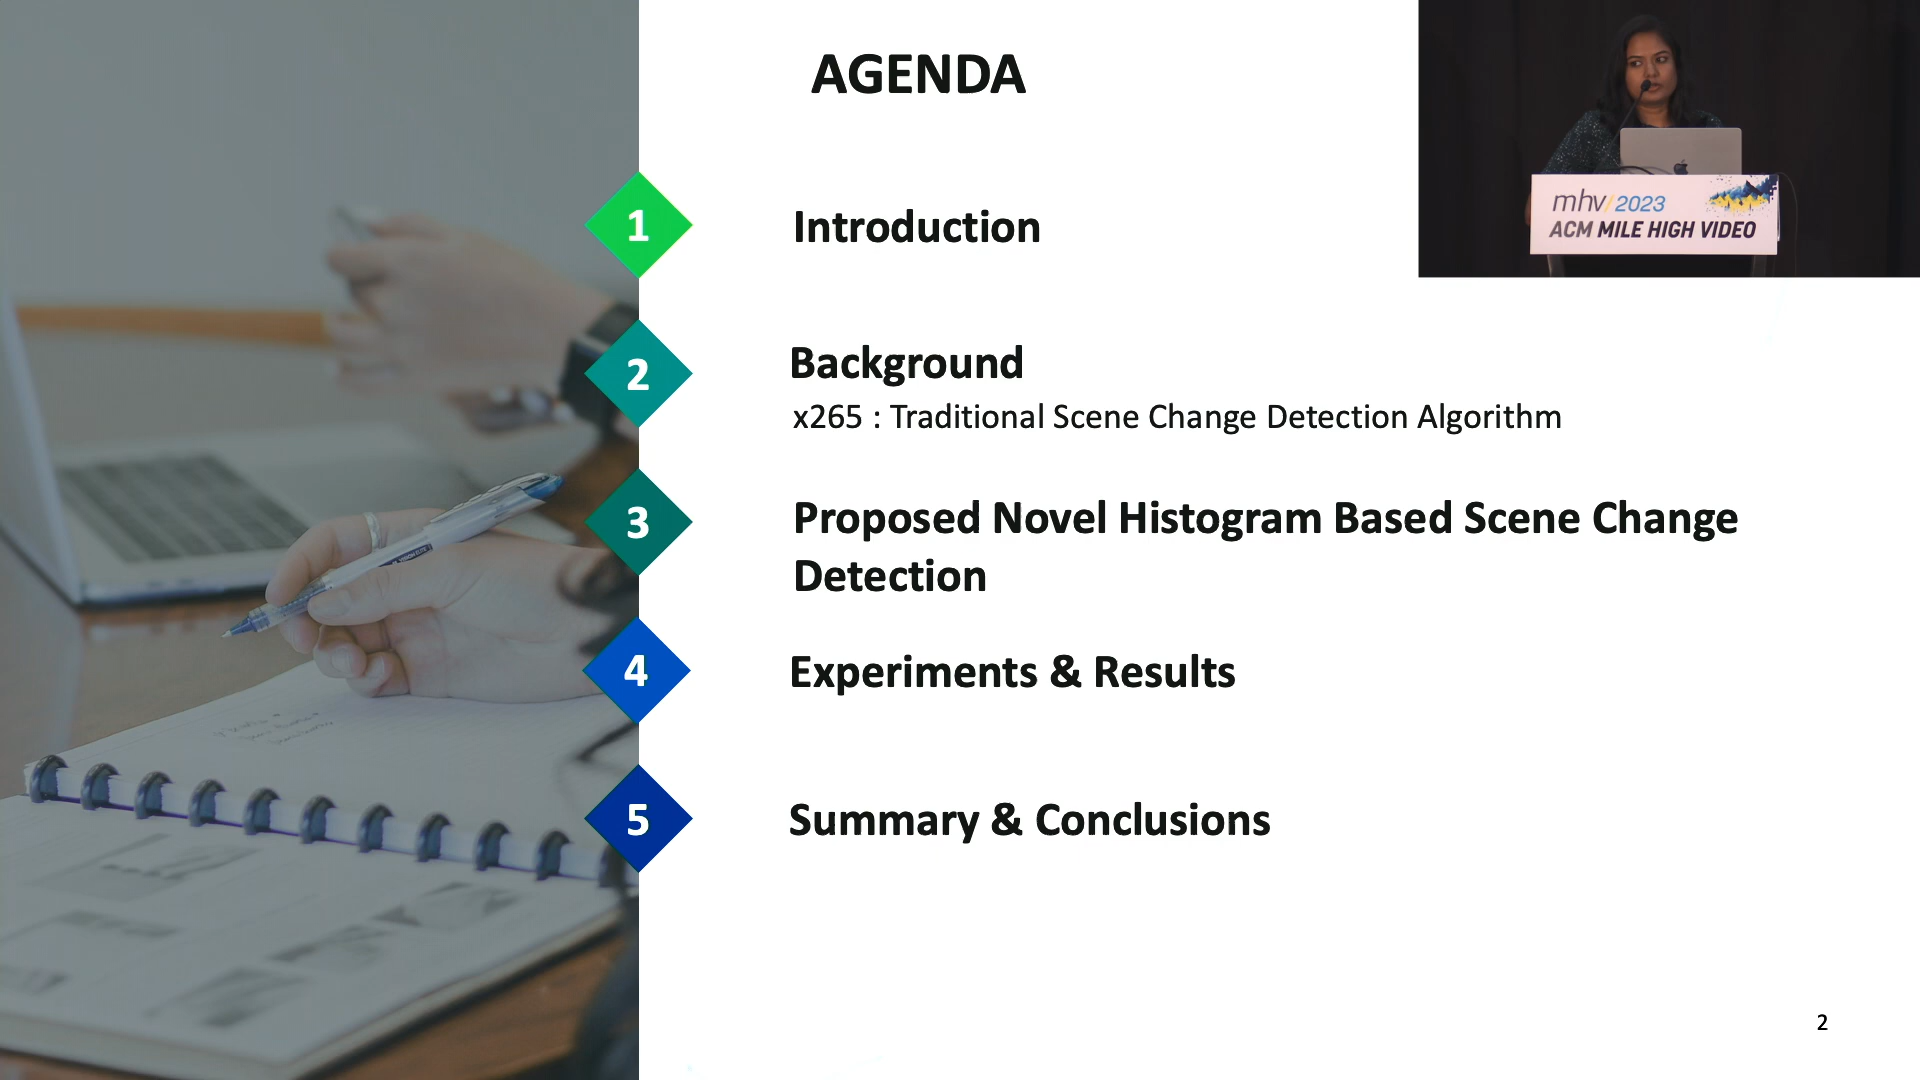 AGENDA
1
Introduction
2
Background
x265 : Traditional Scene Change Detection Algorithm
3
Proposed Novel Histogram Based Scene Change
Detection
4
Experiments & Results
5
Summary & Conclusions
2
mhv/2023
ACM MILE HIGH VIDEO